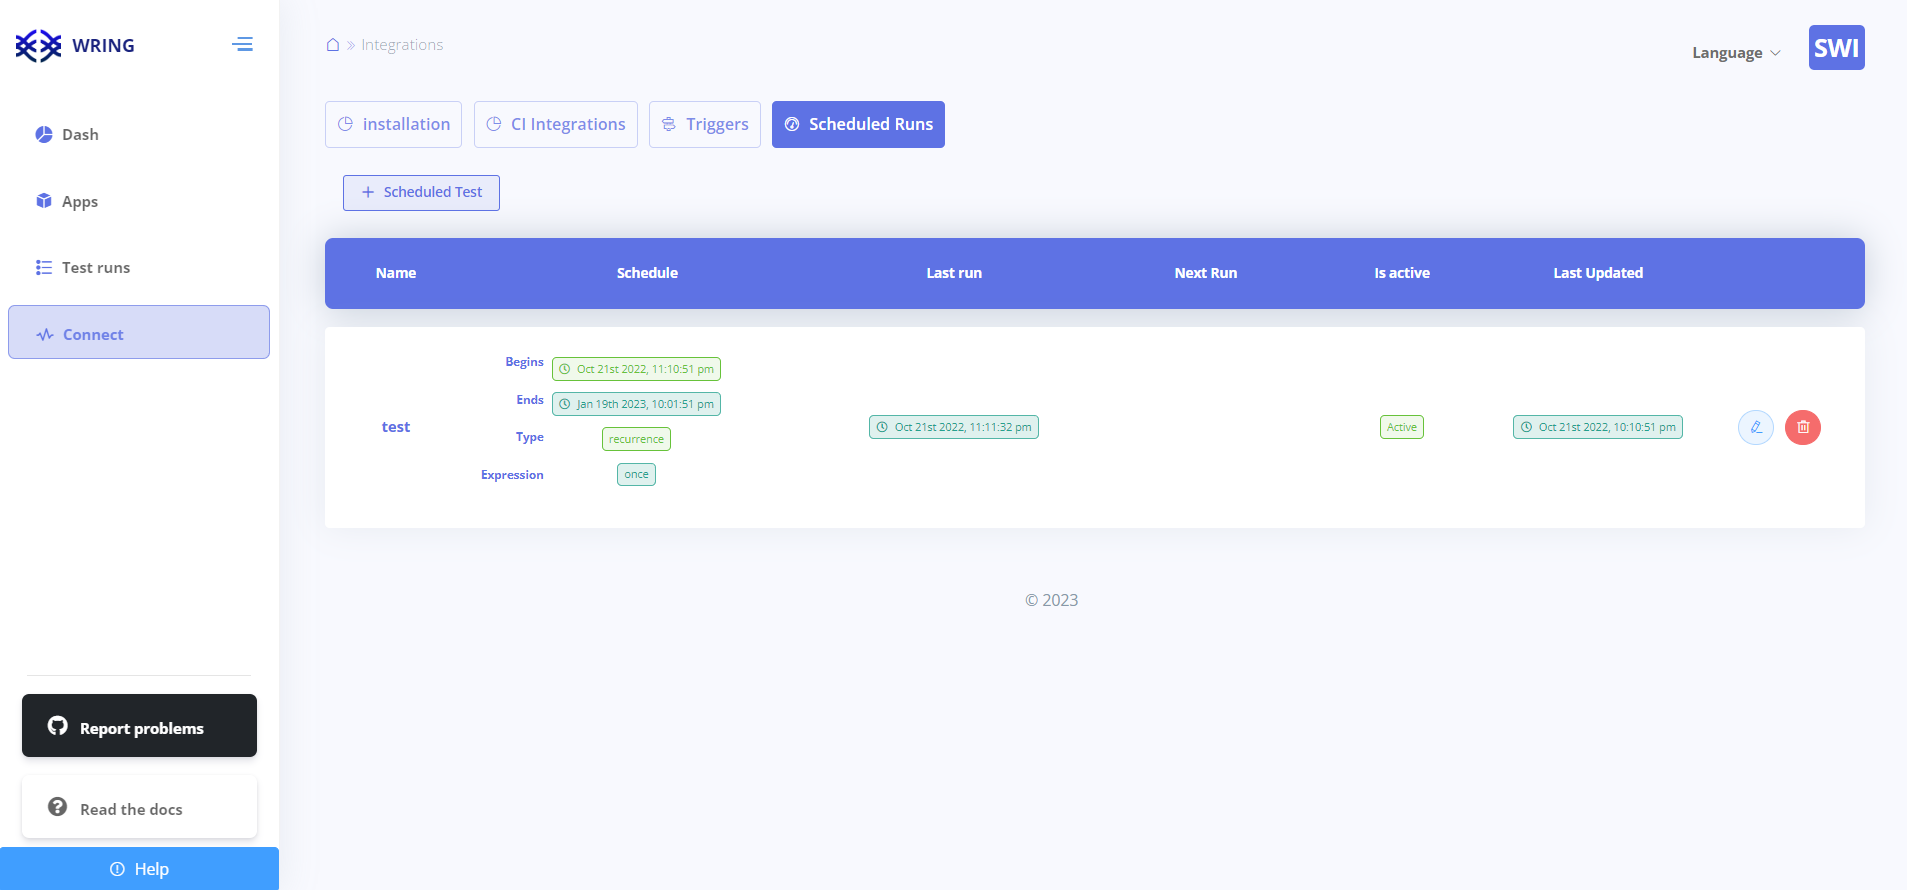 WRING
Integrations
Language
SWI
Dash
Apps
Test runs
Connect
installation
CI Integrations
Triggers
Scheduled Runs
Scheduled Test
Name Schedule Last run Next Run Is active Last Updated
test
Begins Oct 21st 2022, 11:10:51 pm
Ends Jan 19th 2023, 10:01:51 pm
Type recurrence
Expression once
Oct 21st 2022, 11:11:32 pm
Active
Oct 21st 2022, 10:10:51 pm
© 2023
Report problems
Read the docs
Help